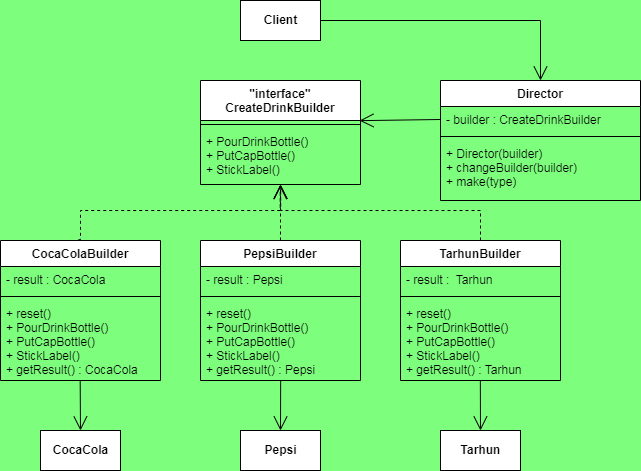 Client
"interface"
CreateDrinkBuilder
+ PourDrinkBottle()
+ PutCapBottle()
+ StickLabel()
Director
- builder : CreateDrinkBuilder
+ Director(builder)
+ changeBuilder(builder)
+ make(type)
CocaColaBuilder
- result : CocaCola
+ reset()
+ PourDrinkBottle()
+ PutCapBottle()
+ StickLabel()
+ getResult() : CocaCola
PepsiBuilder
- result : Pepsi
+ reset()
+ PourDrinkBottle()
+ PutCapBottle()
+ StickLabel()
+ getResult() : Pepsi
TarhunBuilder
- result : Tarhun
+ reset()
+ PourDrinkBottle()
+ PutCapBottle()
+ StickLabel()
+ getResult() : Tarhun
CocaCola
Pepsi
Tarhun